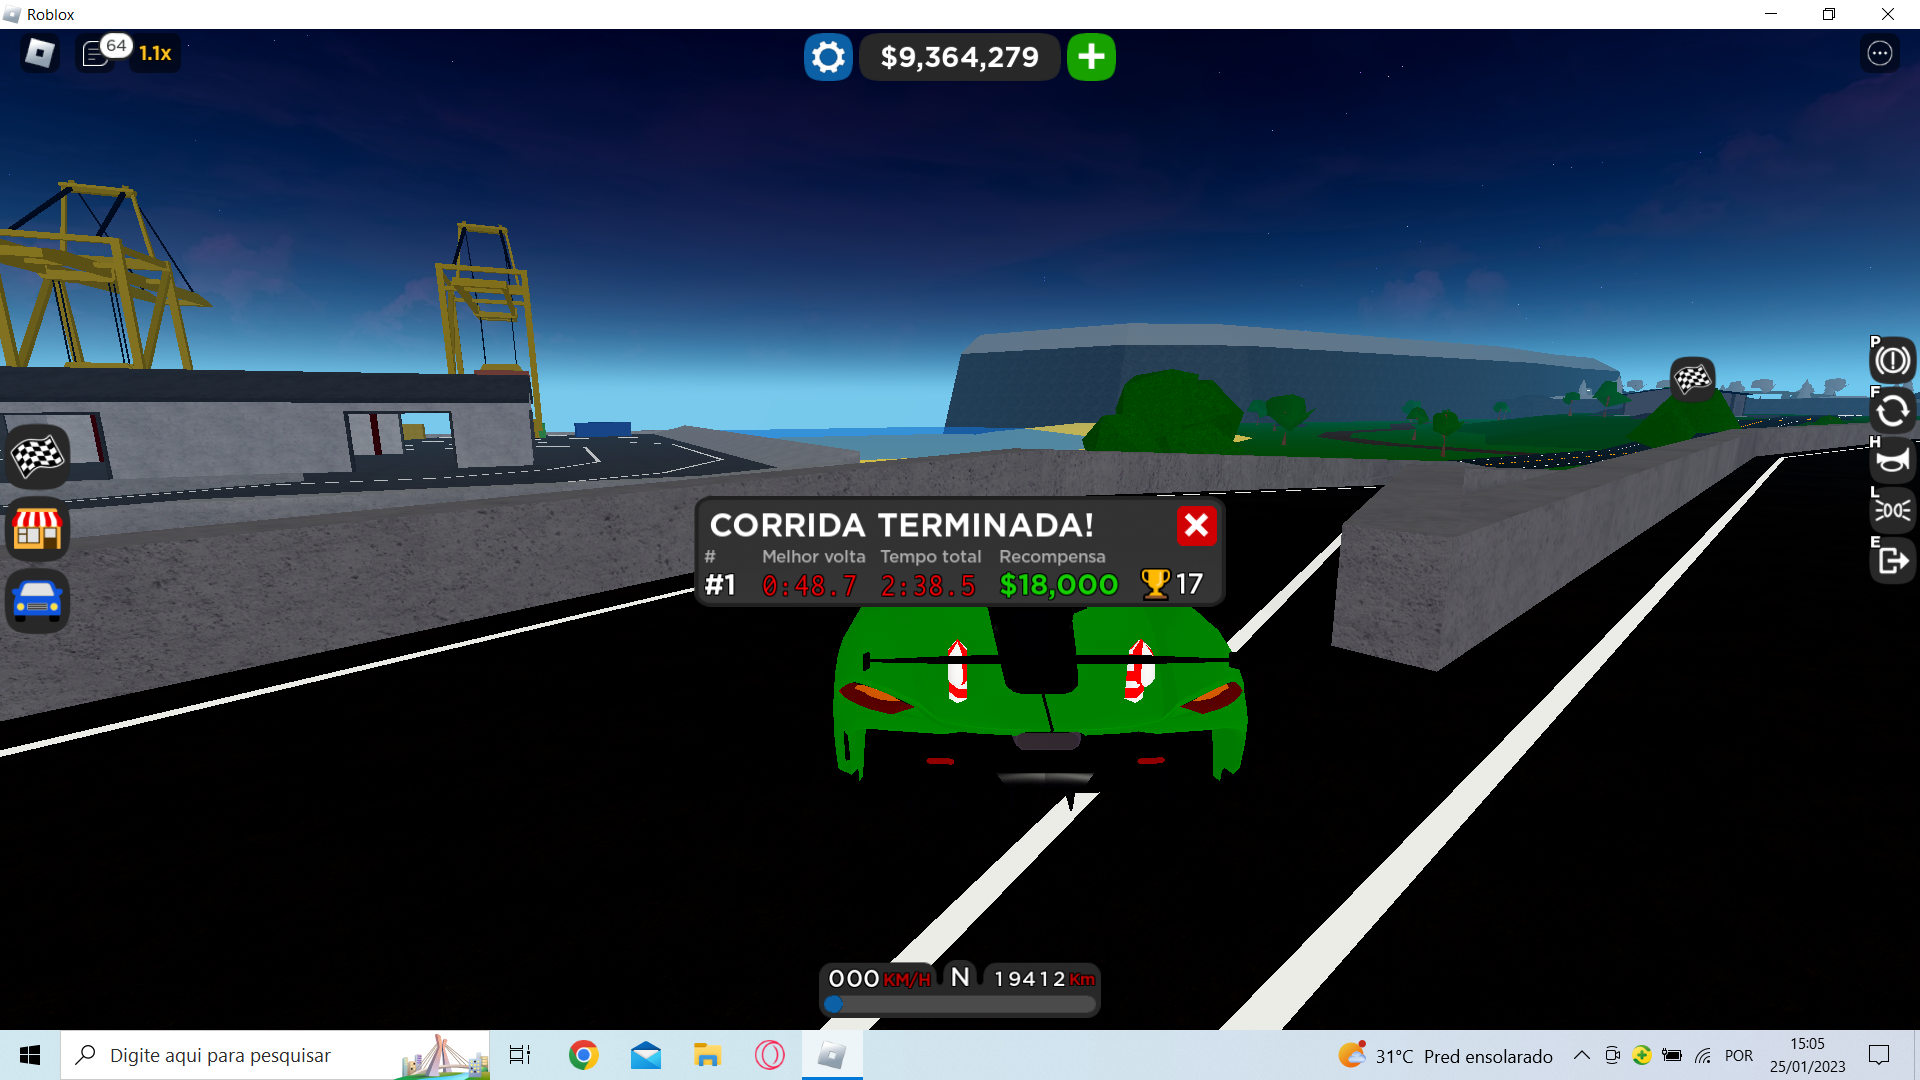 Roblox
64
1.1x
$9,364,279
P
F
H
L
E
CORRIDA TERMINADA!
# Melhor volta Tempo total Recompensa
#1 0:48.7 2:38.5 $18,000 17
000 KM/H N 19412 Km
Digite aqui para pesquisar
31°C Pred ensolarado
POR
15:05
25/01/2023